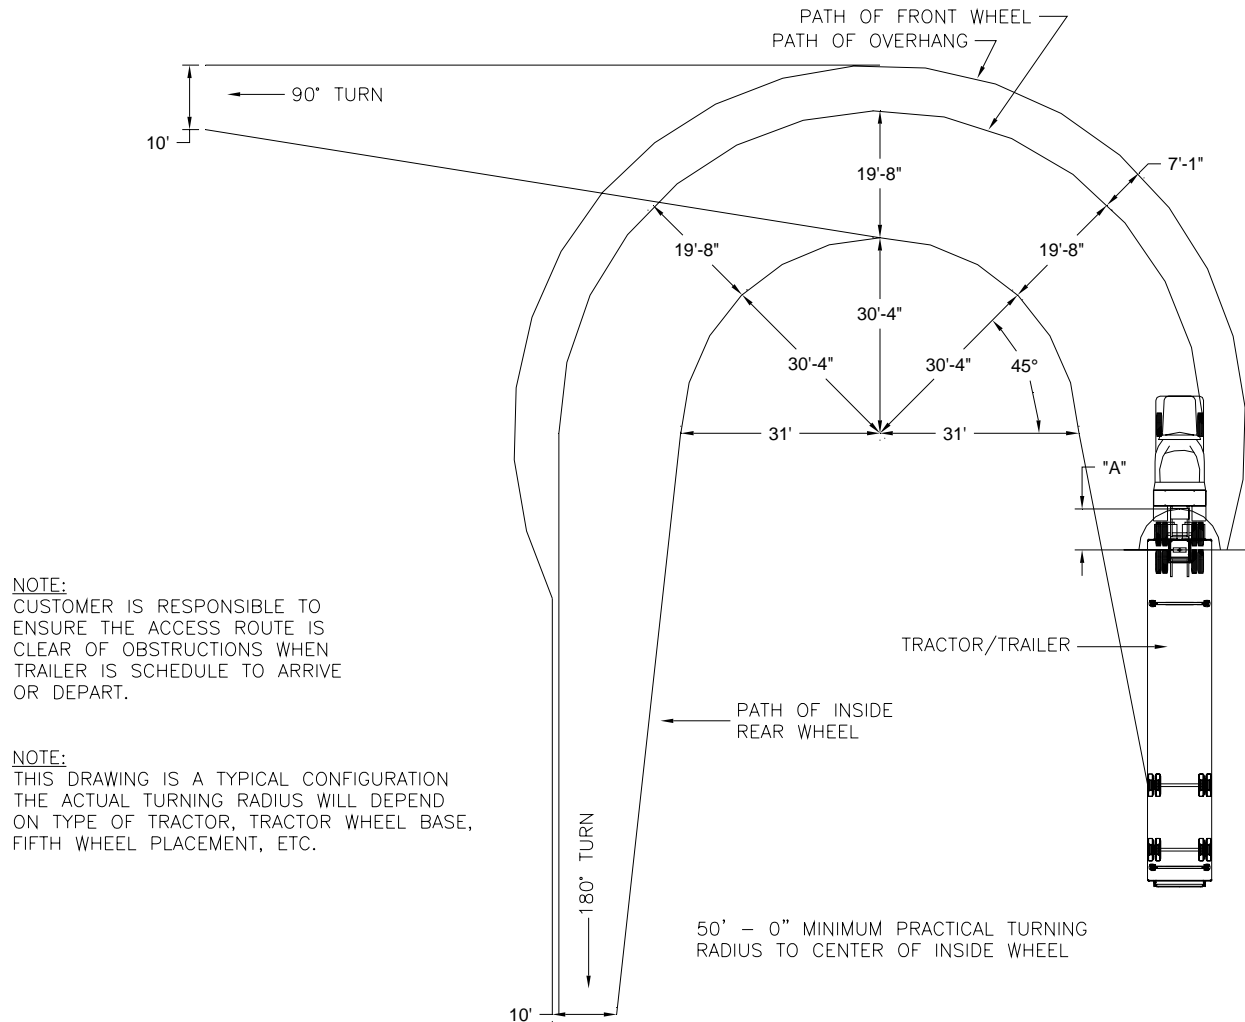 PATH OF FRONT WHEEL
PATH OF OVERHANG
90° TURN
10'
7'-1"
19'-8"
19'-8"
19'-8"
30'-4"
30'-4"
30'-4"
45°
31'
31'
"A"
NOTE:
CUSTOMER IS RESPONSIBLE TO
ENSURE THE ACCESS ROUTE IS
CLEAR OF OBSTRUCTIONS WHEN
TRAILER IS SCHEDULE TO ARRIVE
OR DEPART.
TRACTOR/TRAILER
PATH OF INSIDE
REAR WHEEL
NOTE:
THIS DRAWING IS A TYPICAL CONFIGURATION
THE ACTUAL TURNING RADIUS WILL DEPEND
ON TYPE OF TRACTOR, TRACTOR WHEEL BASE,
FIFTH WHEEL PLACEMENT, ETC.
180° TURN
50' - 0" MINIMUM PRACTICAL TURNING
RADIUS TO CENTER OF INSIDE WHEEL
10'